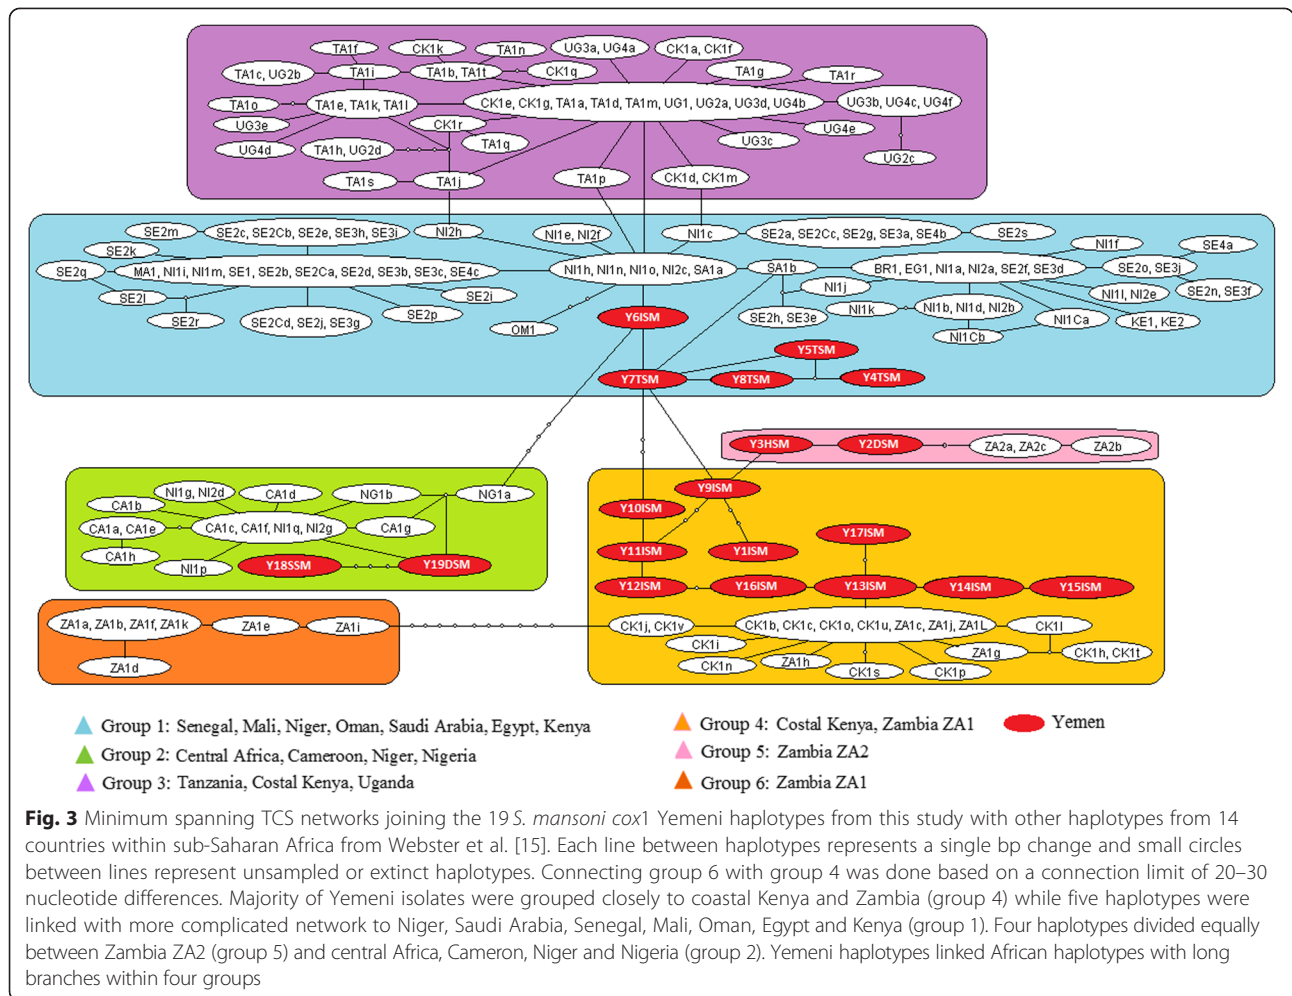 TA1f
CK1k
TA1n
UG3a, UG4a
CK1a, CK1f
TA1c, UG2b
TA1i
TA1b, TA1t
CK1q
TA1g
TA1r
TA1o
TA1e, TA1k, TA1l
CK1e, CK1g, TA1a, TA1d, TA1m, UG1, UG2a, UG3d, UG4b
UG3b, UG4c, UG4f
UG3e
CK1r
UG4e
UG4d
TA1h, UG2d
TA1q
UG3c
UG2c
TA1s
TA1j
TA1p
CK1d, CK1m
SE2m
SE2c, SE2Cb, SE2e, SE3h, SE3i
NI2h
NI1e, NI2f
NI1c
SE2a, SE2Cc, SE2g, SE3a, SE4b
SE2s
SE2k
NI1f
SE4a
SE2q
MA1, NI1i, NI1m, SE1, SE2b, SE2Ca, SE2d, SE3b, SE3c, SE4c
NI1h, NI1n, NI1o, NI2c, SA1a
SA1b
BR1, EG1, NI1a, NI2a, SE2f, SE3d
SE2o, SE3j
SE2l
SE2i
NI1j
NI1l, NI2e
SE2n, SE3f
SE2r
SE2Cd, SE2j, SE3g
SE2p
OM1
Y6ISM
SE2h, SE3e
NI1k
NI1b, NI1d, NI2b
NI1Ca
KE1, KE2
NI1Cb
Y5TSM
Y7TSM
Y8TSM
Y4TSM
Y3HSM
Y2DSM
ZA2a, ZA2c
ZA2b
NI1g, NI2d
CA1d
NG1b
NG1a
CA1b
CA1a, CA1e
CA1c, CA1f, NI1q, NI2g
CA1g
CA1h
NI1p
Y18SSM
Y19DSM
Y9ISM
Y10ISM
Y11ISM
Y1ISM
Y17ISM
Y12ISM
Y16ISM
Y13ISM
Y14ISM
Y15ISM
ZA1a, ZA1b, ZA1f, ZA1k
ZA1e
ZA1i
ZA1d
CK1j, CK1v
CK1b, CK1c, CK1o, CK1u, ZA1c, ZA1j, ZA1L
CK1l
CK1i
CK1n
ZA1h
CK1s
CK1p
ZA1g
CK1h, CK1t
Group 1: Senegal, Mali, Niger, Oman, Saudi Arabia, Egypt, Kenya
Group 2: Central Africa, Cameroon, Niger, Nigeria
Group 3: Tanzania, Costal Kenya, Uganda
Group 4: Costal Kenya, Zambia ZA1
Group 5: Zambia ZA2
Group 6: Zambia ZA1
Yemen
Fig. 3 Minimum spanning TCS networks joining the 19 S. mansoni cox1 Yemeni haplotypes from this study with other haplotypes from 14
countries within sub-Saharan Africa from Webster et al. [15]. Each line between haplotypes represents a single bp change and small circles
between lines represent unsampled or extinct haplotypes. Connecting group 6 with group 4 was done based on a connection limit of 20–30
nucleotide differences. Majority of Yemeni isolates were grouped closely to coastal Kenya and Zambia (group 4) while five haplotypes were
linked with more complicated network to Niger, Saudi Arabia, Senegal, Mali, Oman, Egypt and Kenya (group 1). Four haplotypes divided equally
between Zambia ZA2 (group 5) and central Africa, Cameron, Niger and Nigeria (group 2). Yemeni haplotypes linked African haplotypes with long
branches within four groups